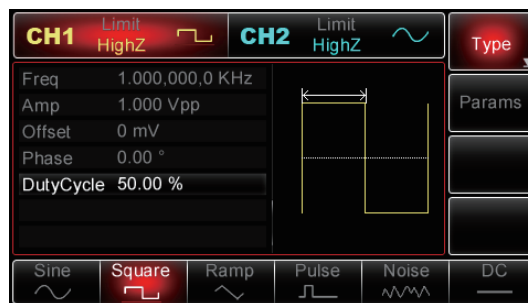 CH1 Limit HighZ CH2 Limit HighZ Type
Freq 1.000,000,0 KHz
Amp 1.000 Vpp
Params
Offset 0 mV
Phase 0.00 °
DutyCycle 50.00 %
Sine Square Ramp Pulse Noise DC